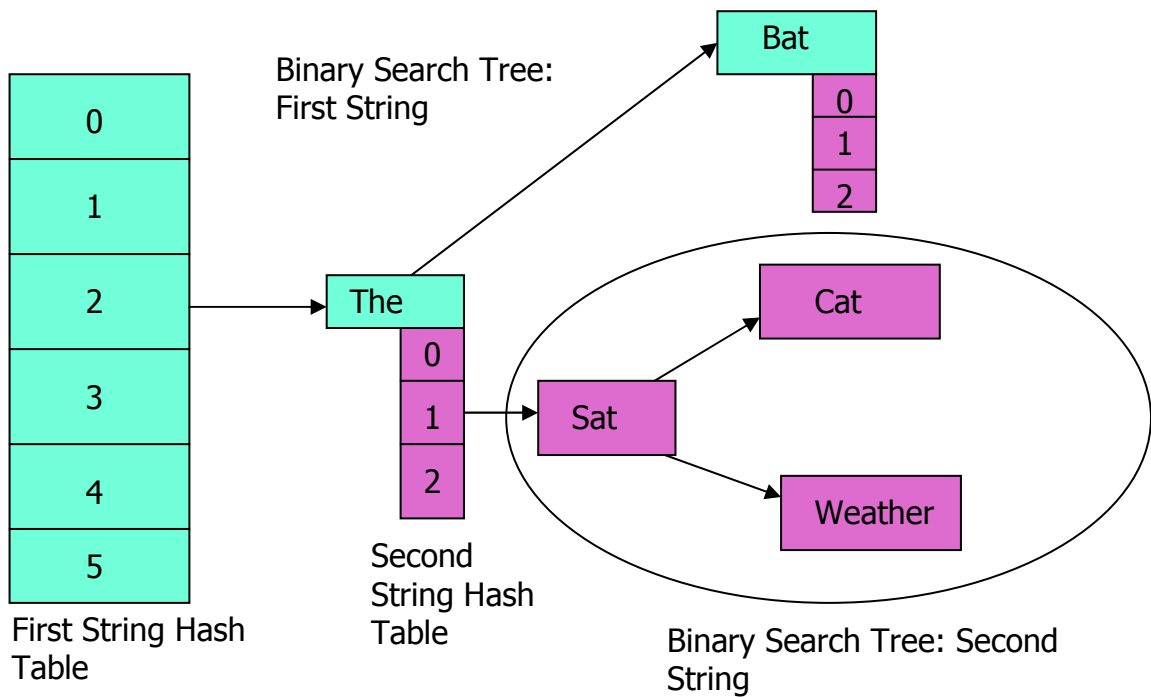 Bat
Binary Search Tree:
First String
0
1
2
0
1
2
3
4
5
The
0
1
2
Cat
Sat
Weather
Second
String Hash
Table
First String Hash
Table
Binary Search Tree: Second
String